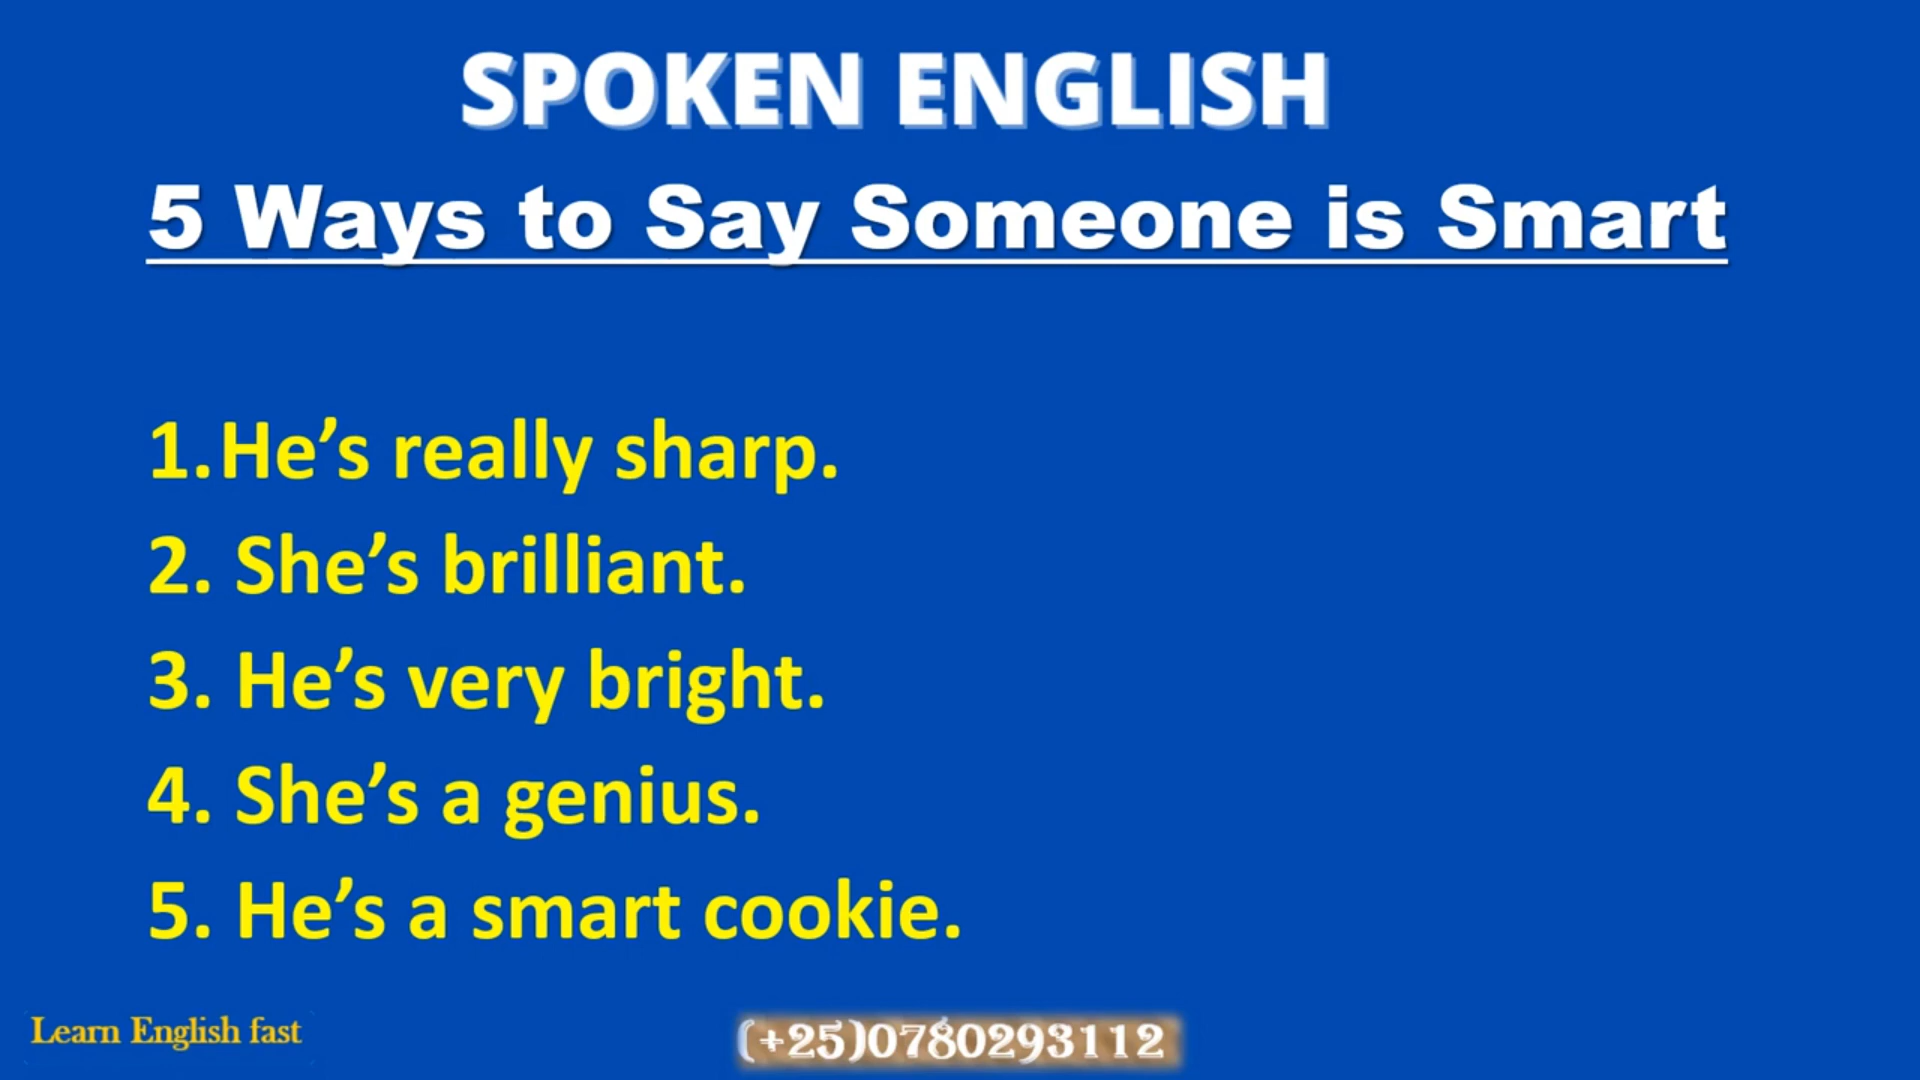 SPOKEN ENGLISH
5 Ways to Say Someone is Smart
1. He’s really sharp.
2. She’s brilliant.
3. He’s very bright.
4. She’s a genius.
5. He’s a smart cookie.
Learn English fast
(+25)0780293112